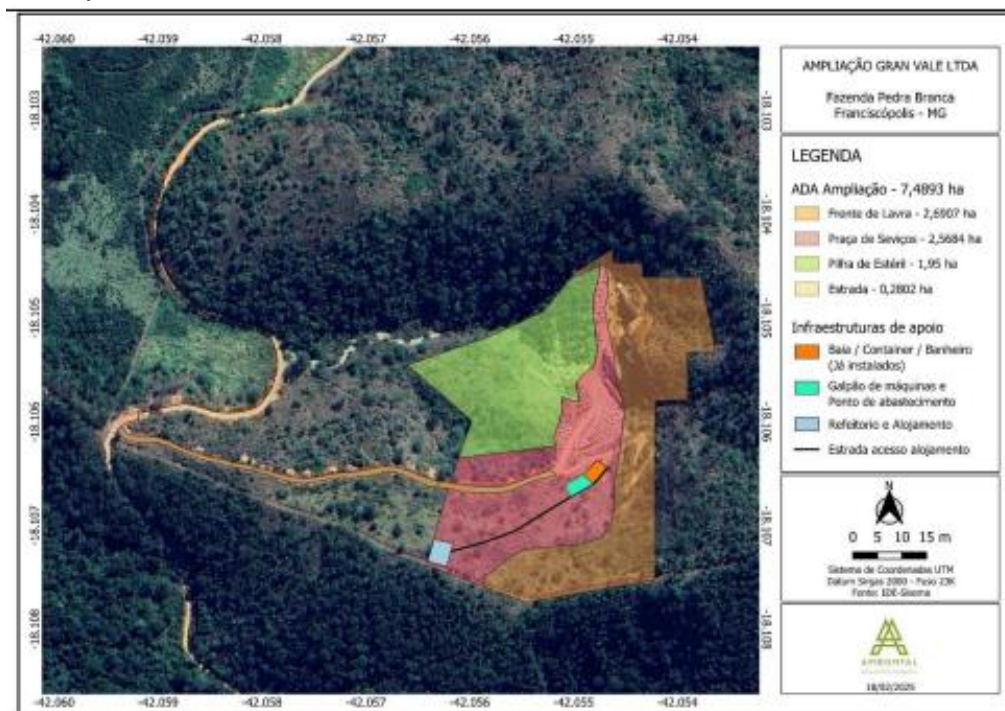 -42.060 -42.059 -42.058 -42.057 -42.056 -42.055 -42.054
-18.103 -18.103
-18.104 -18.104
-18.105 -18.105
-18.106 -18.106
-18.107 -18.107
-18.108 -18.108
-42.060 -42.059 -42.058 -42.057 -42.056 -42.055 -42.054
AMPLIAÇÃO GRAN VALE LTDA
Fazenda Pedra Branca
Franciscópolis - MG
LEGENDA
ADA Ampliação - 7,4893 ha
Frente de Lavra - 2,6907 ha
Praça de Seviços - 2,5684 ha
Pilha de Estéril - 1,95 ha
Estrada - 0,2802 ha
Infraestruturas de apoio
Baia / Container / Banheiro
(Já instalados)
Galpão de máquinas e
Ponto de abastecimento
Refeitorio e Alojamento
Estrada acesso alojamento
N
0 5 10 15 m
Sistema de Coordenadas UTM
Datum Sirgas 2000 - Fuso 23K
Fonte: IDE-Sisema
AMBIENTAL
18/02/2025